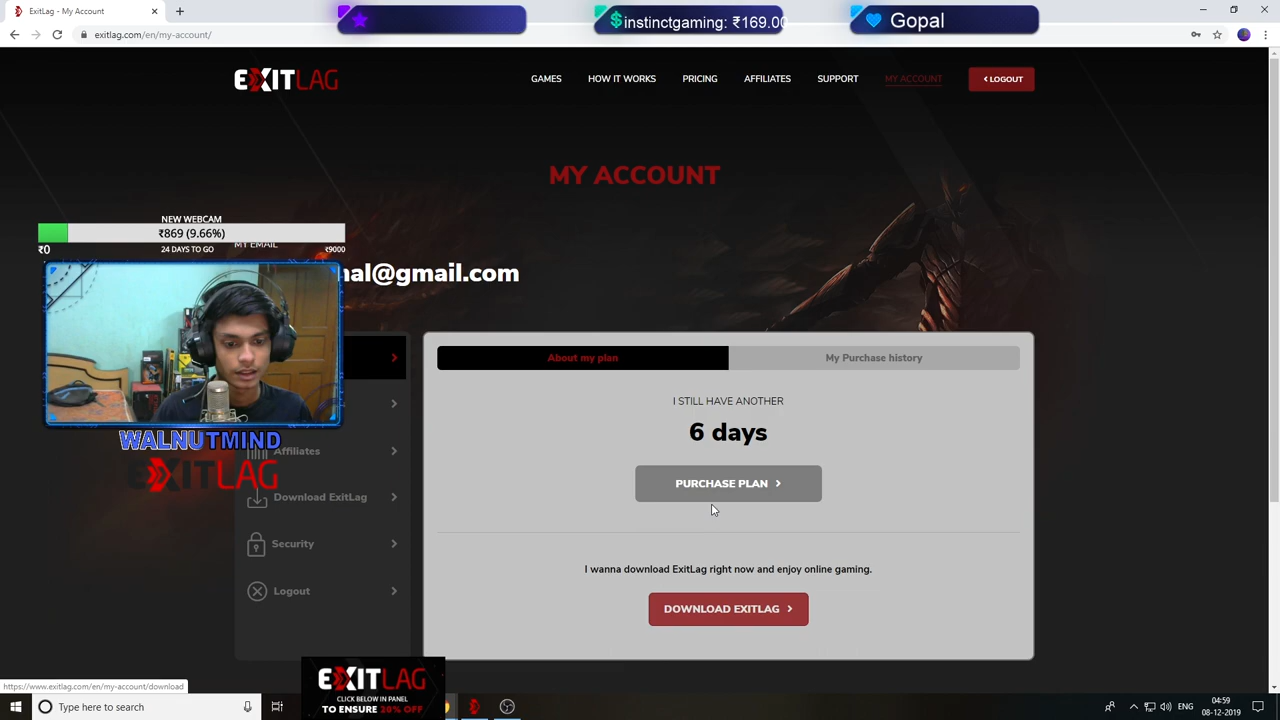 ExitLag - My Account
exitlag.com/en/my-account/
instinctgaming: ₹169.00
Gopal
EXITLAG
GAMES
HOW IT WORKS
PRICING
AFFILIATES
SUPPORT
MY ACCOUNT
LOGOUT
MY ACCOUNT
NEW WEBCAM
₹869 (9.66%)
₹0
24 DAYS TO GO
₹9000
MY EMAIL
nal@gmail.com
About my plan
My Purchase history
I STILL HAVE ANOTHER
6 days
PURCHASE PLAN
WALNUTMIND
Affiliates
EXITLAG
Download ExitLag
Security
Logout
I wanna download ExitLag right now and enjoy online gaming.
DOWNLOAD EXITLAG
EXITLAG
CLICK BELOW IN PANEL
TO ENSURE 20% OFF
https://www.exitlag.com/en/my-account/download
Type here to search
ENG
04:59
08-12-2019